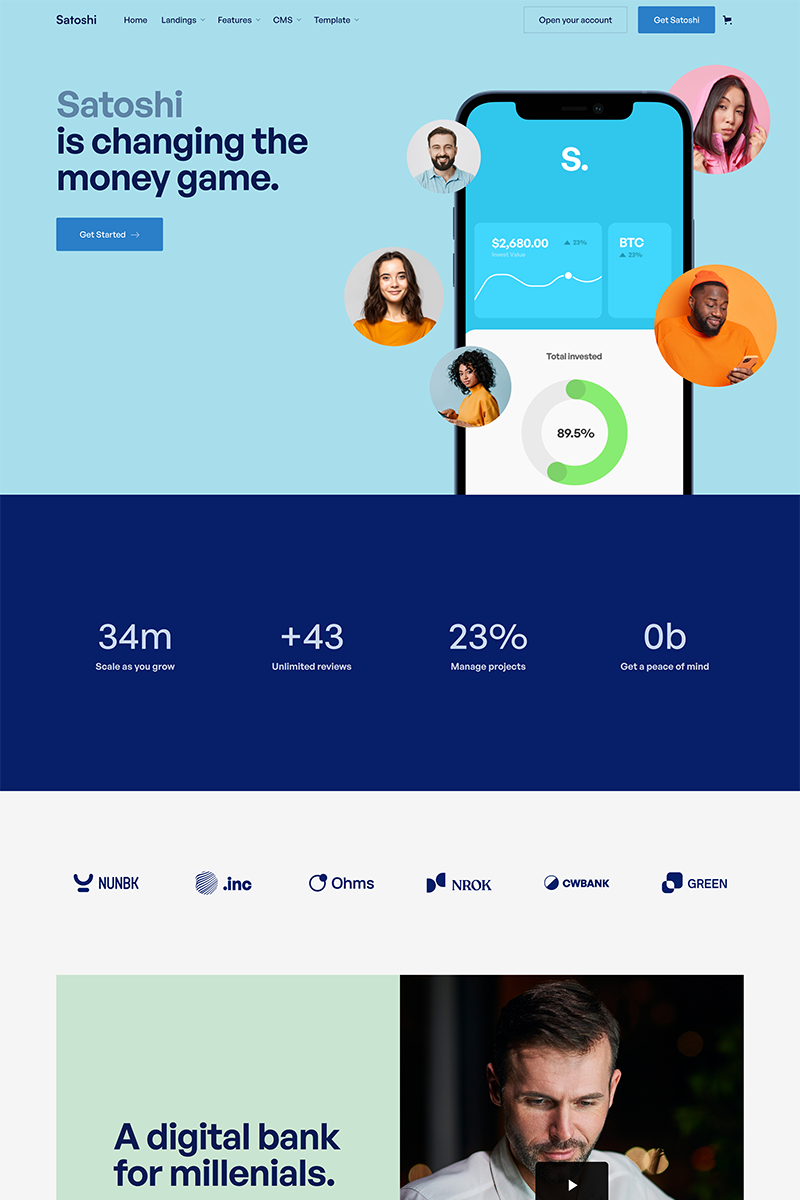 Satoshi
Home
Landings
Features
CMS
Template
Open your account
Get Satoshi
Satoshi
is changing the
money game.
Get Started
S.
$2,680.00
23%
Invest Value
BTC
23%
Total invested
89.5%
34m
Scale as you grow
+43
Unlimited reviews
23%
Manage projects
0b
Get a peace of mind
NUNBK
.inc
Ohms
NROK
CWBANK
GREEN
A digital bank
for millenials.